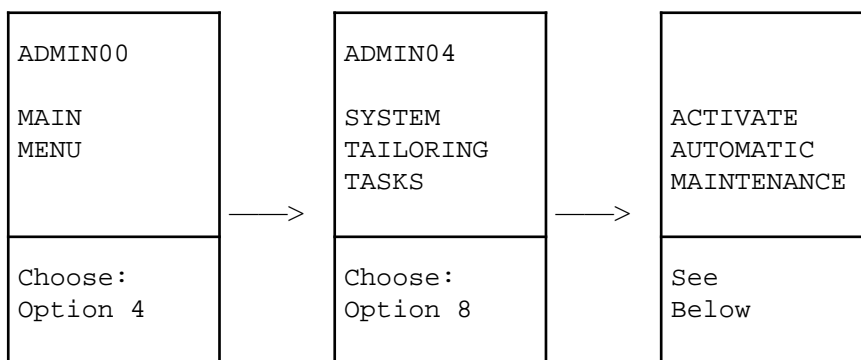 ADMIN00
MAIN
MENU
Choose:
Option 4
ADMIN04
SYSTEM
TAILORING
TASKS
Choose:
Option 8
ACTIVATE
AUTOMATIC
MAINTENANCE
See
Below